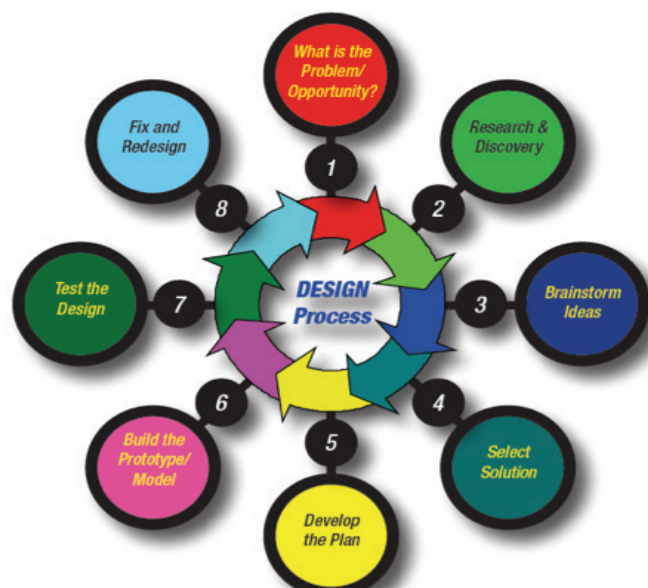 What is the
Problem/
Opportunity?
1
Research &
Discovery
2
Brainstorm
Ideas
3
Select
Solution
4
Develop
the Plan
5
Build the
Prototype/
Model
6
Test the
Design
7
Fix and
Redesign
8
DESIGN
Process